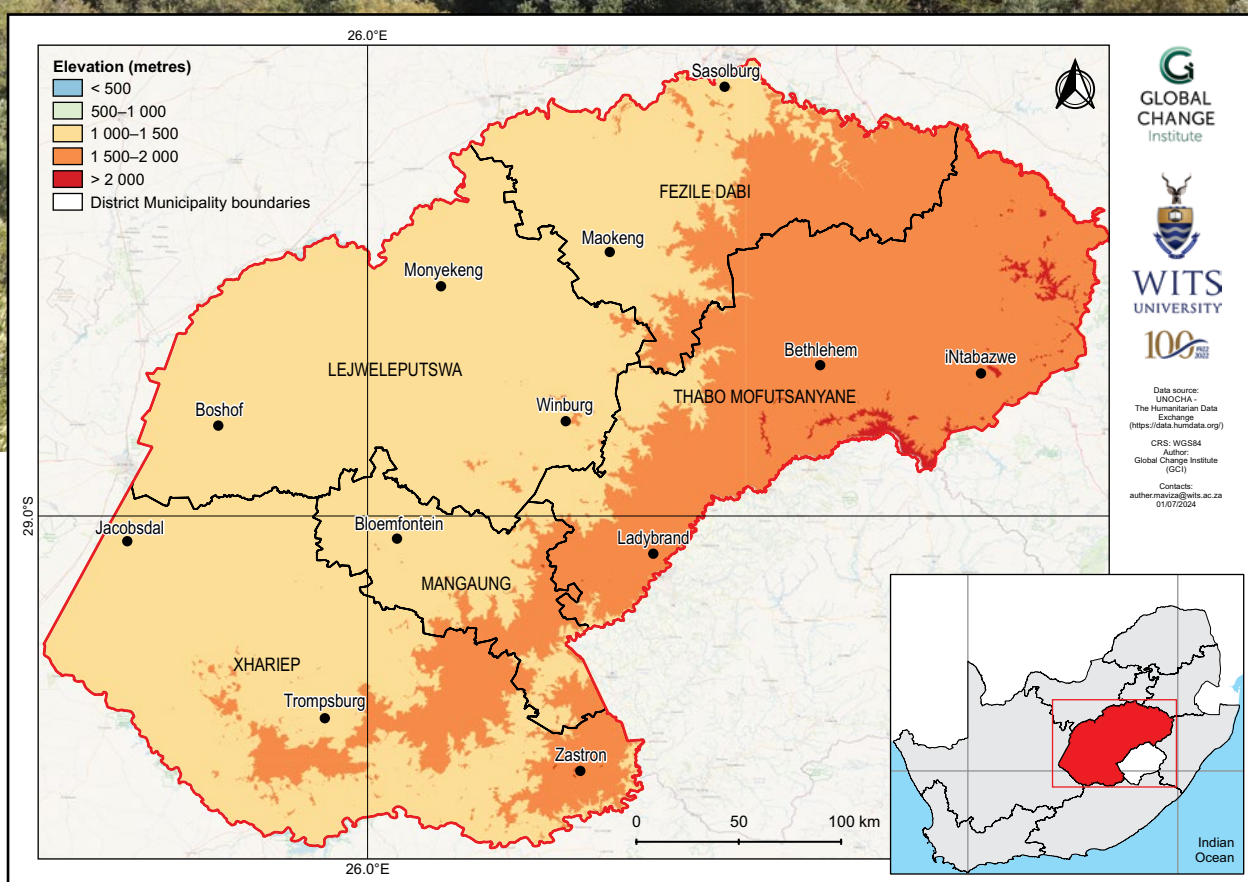 26.0°E
Elevation (metres)
< 500
500–1 000
1 000–1 500
1 500–2 000
> 2 000
District Municipality boundaries
Sasolburg
FEZILE DABI
Maokeng
Monyekeng
LEJWELEPUTSWA
Bethlehem
iNtabazwe
THABO MOFUTSANYANE
Boshof
Winburg
29.0°S
Jacobsdal
Bloemfontein
Ladybrand
MANGAUNG
XHARIEP
Trompsburg
Zastron
0 50 100 km
26.0°E
GLOBAL
CHANGE
Institute
WITS
UNIVERSITY
100
1922
2022
Data source:
UNOCHA -
The Humanitarian Data
Exchange
(https://data.humdata.org/)
CRS: WGS84
Author:
Global Change Institute
(GCI)
Contacts:
auther.maviza@wits.ac.za
01/07/2024
Indian
Ocean